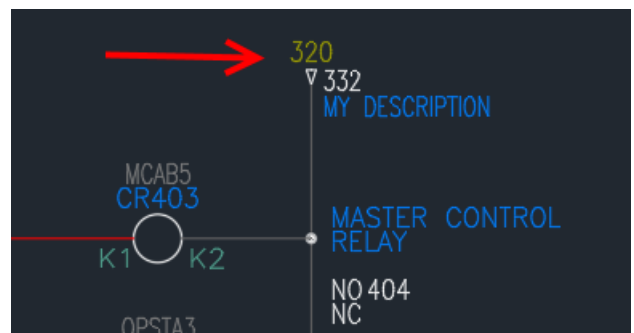 320
332
MY DESCRIPTION
MCAB5
CR403
K1
K2
MASTER CONTROL
RELAY
NO 404
NC
OPSTA3